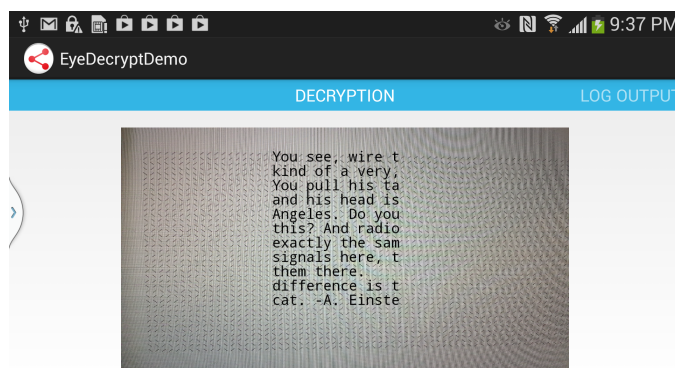 9:37 PM
EyeDecryptDemo
DECRYPTION
LOG OUTPUT
You see, wire t
kind of a very,
You pull his ta
and his head is
Angeles. Do you
this? And radio
exactly the sam
signals here, t
them there.
difference is t
cat. -A. Einste